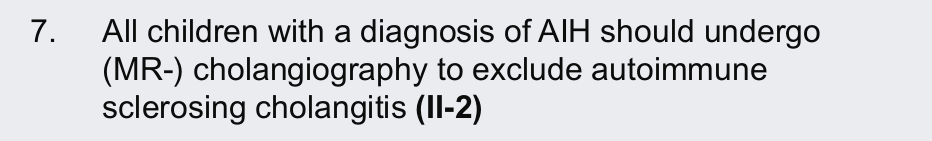 7. All children with a diagnosis of AIH should undergo
(MR-) cholangiography to exclude autoimmune
sclerosing cholangitis (II-2)